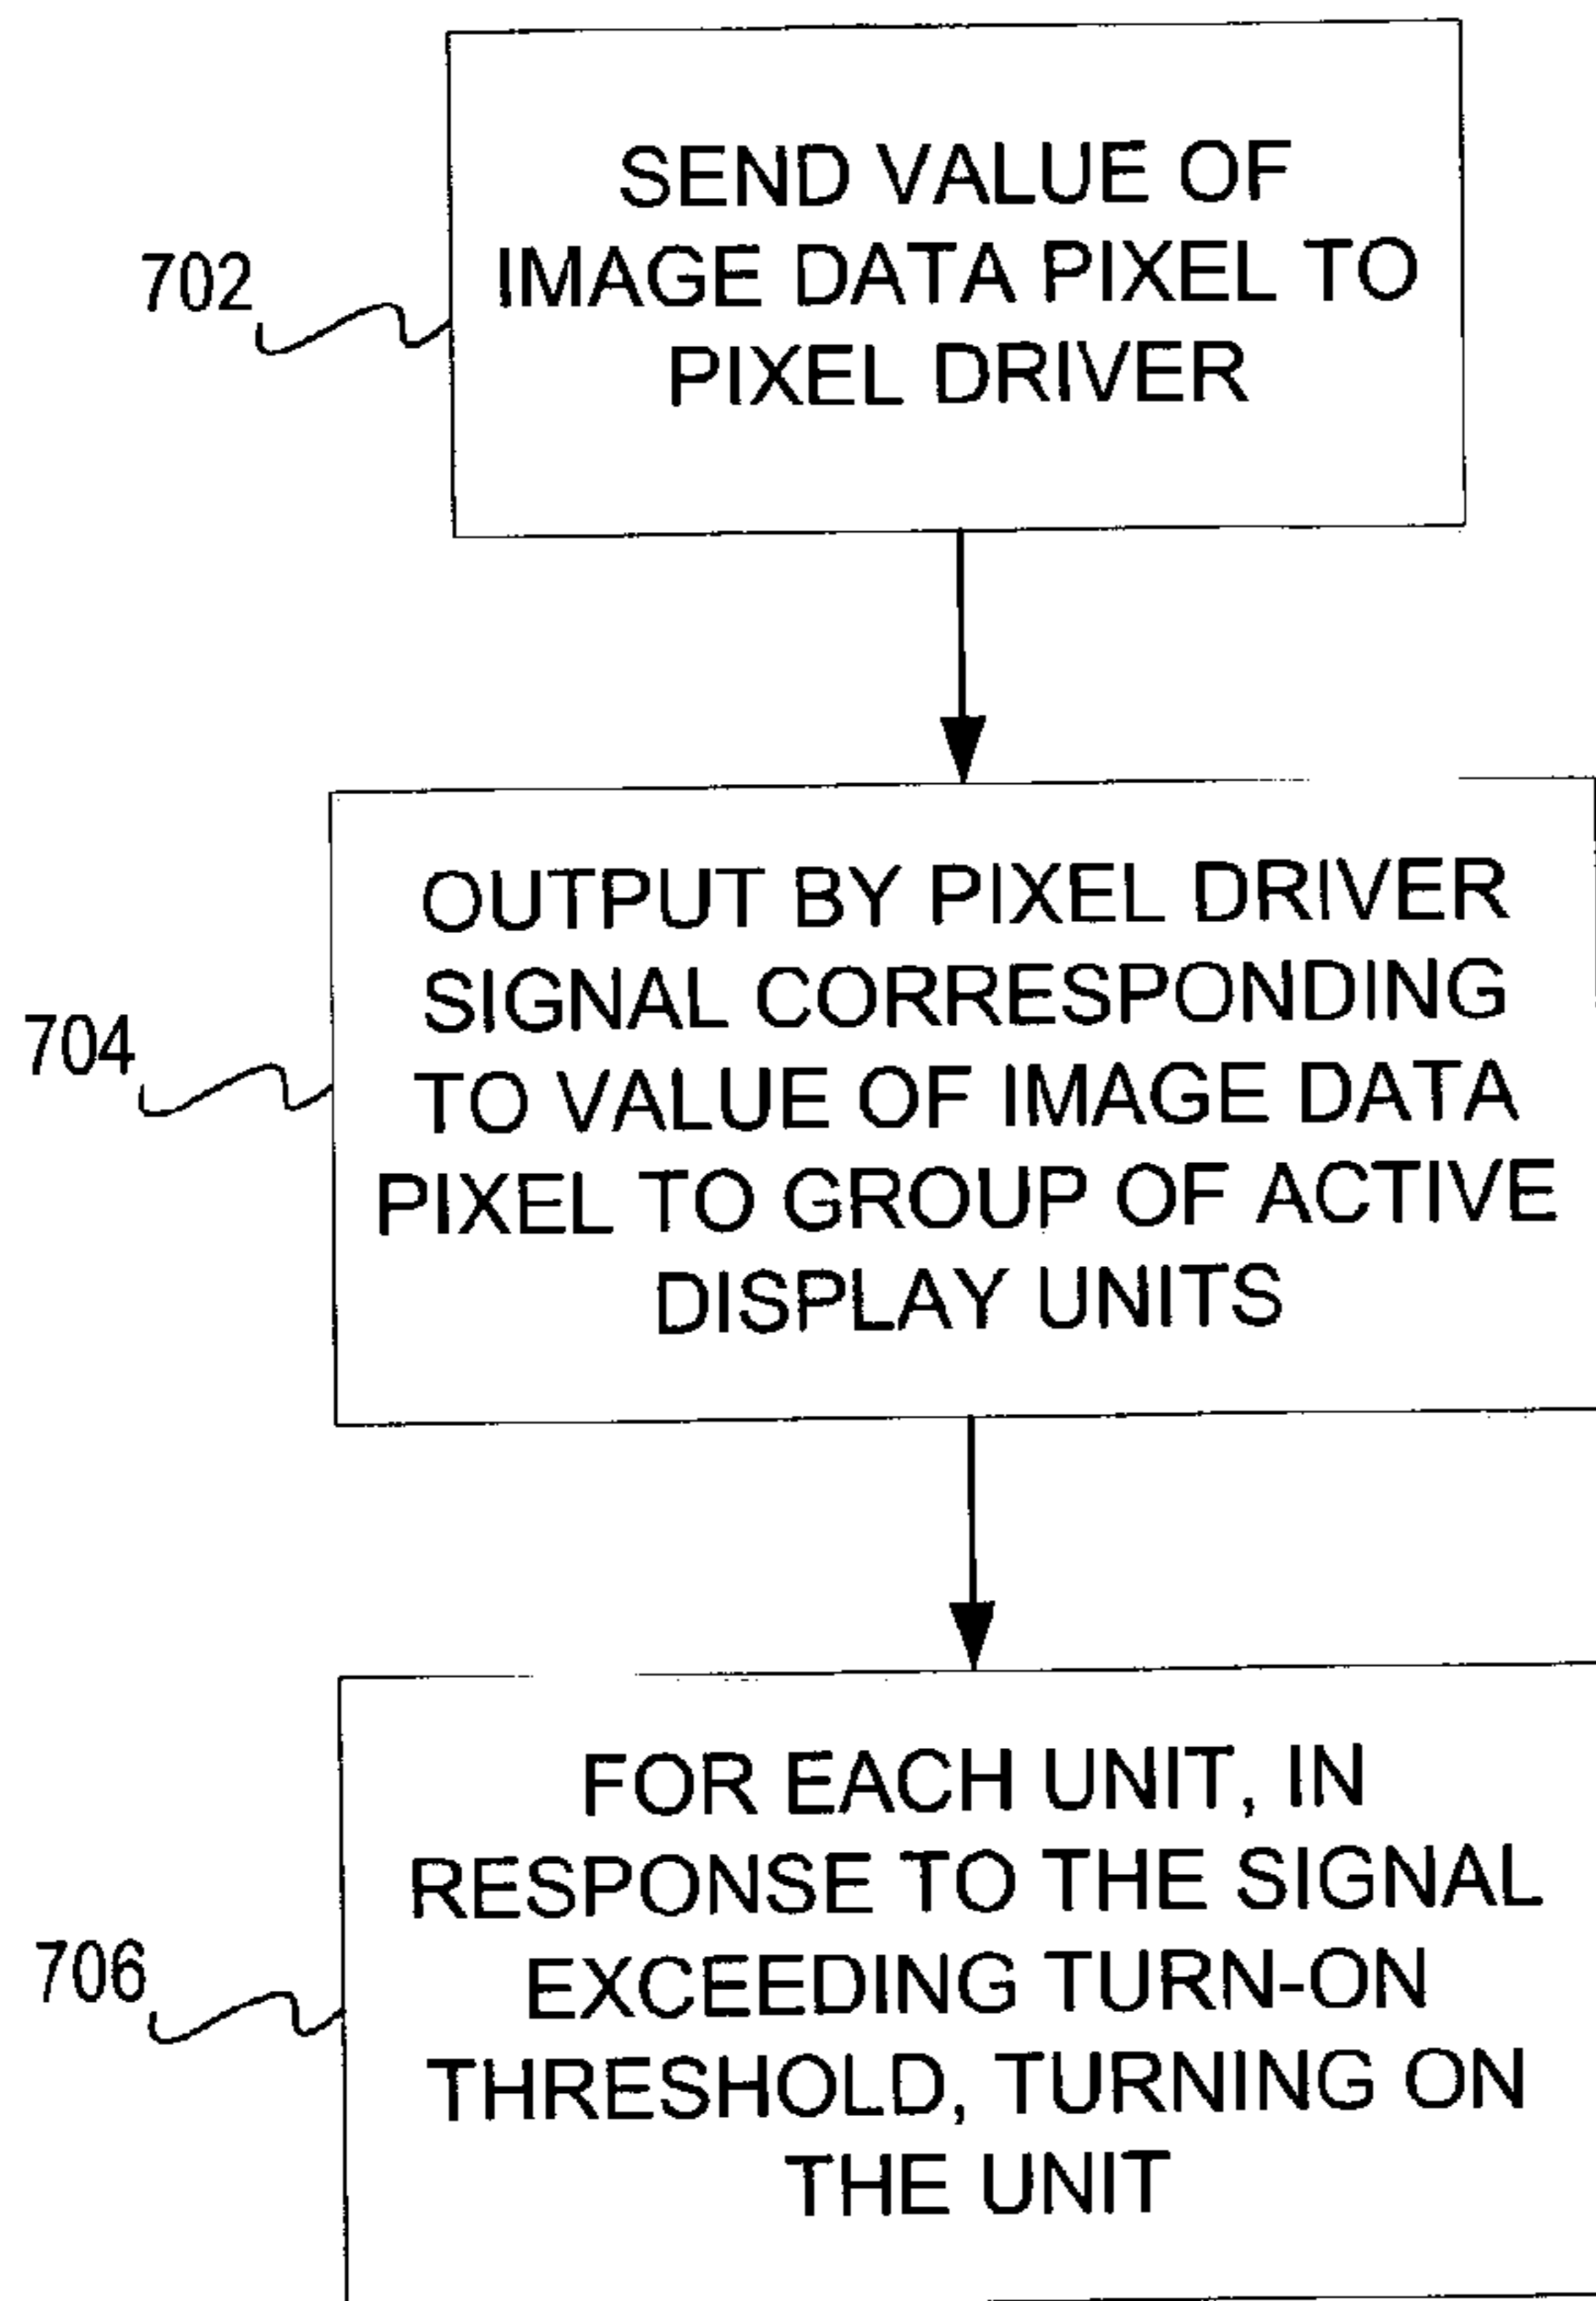 SEND VALUE OF
IMAGE DATA PIXEL TO
PIXEL DRIVER
702
OUTPUT BY PIXEL DRIVER
SIGNAL CORRESPONDING
TO VALUE OF IMAGE DATA
PIXEL TO GROUP OF ACTIVE
DISPLAY UNITS
704
FOR EACH UNIT, IN
RESPONSE TO THE SIGNAL
EXCEEDING TURN-ON
THRESHOLD, TURNING ON
THE UNIT
706